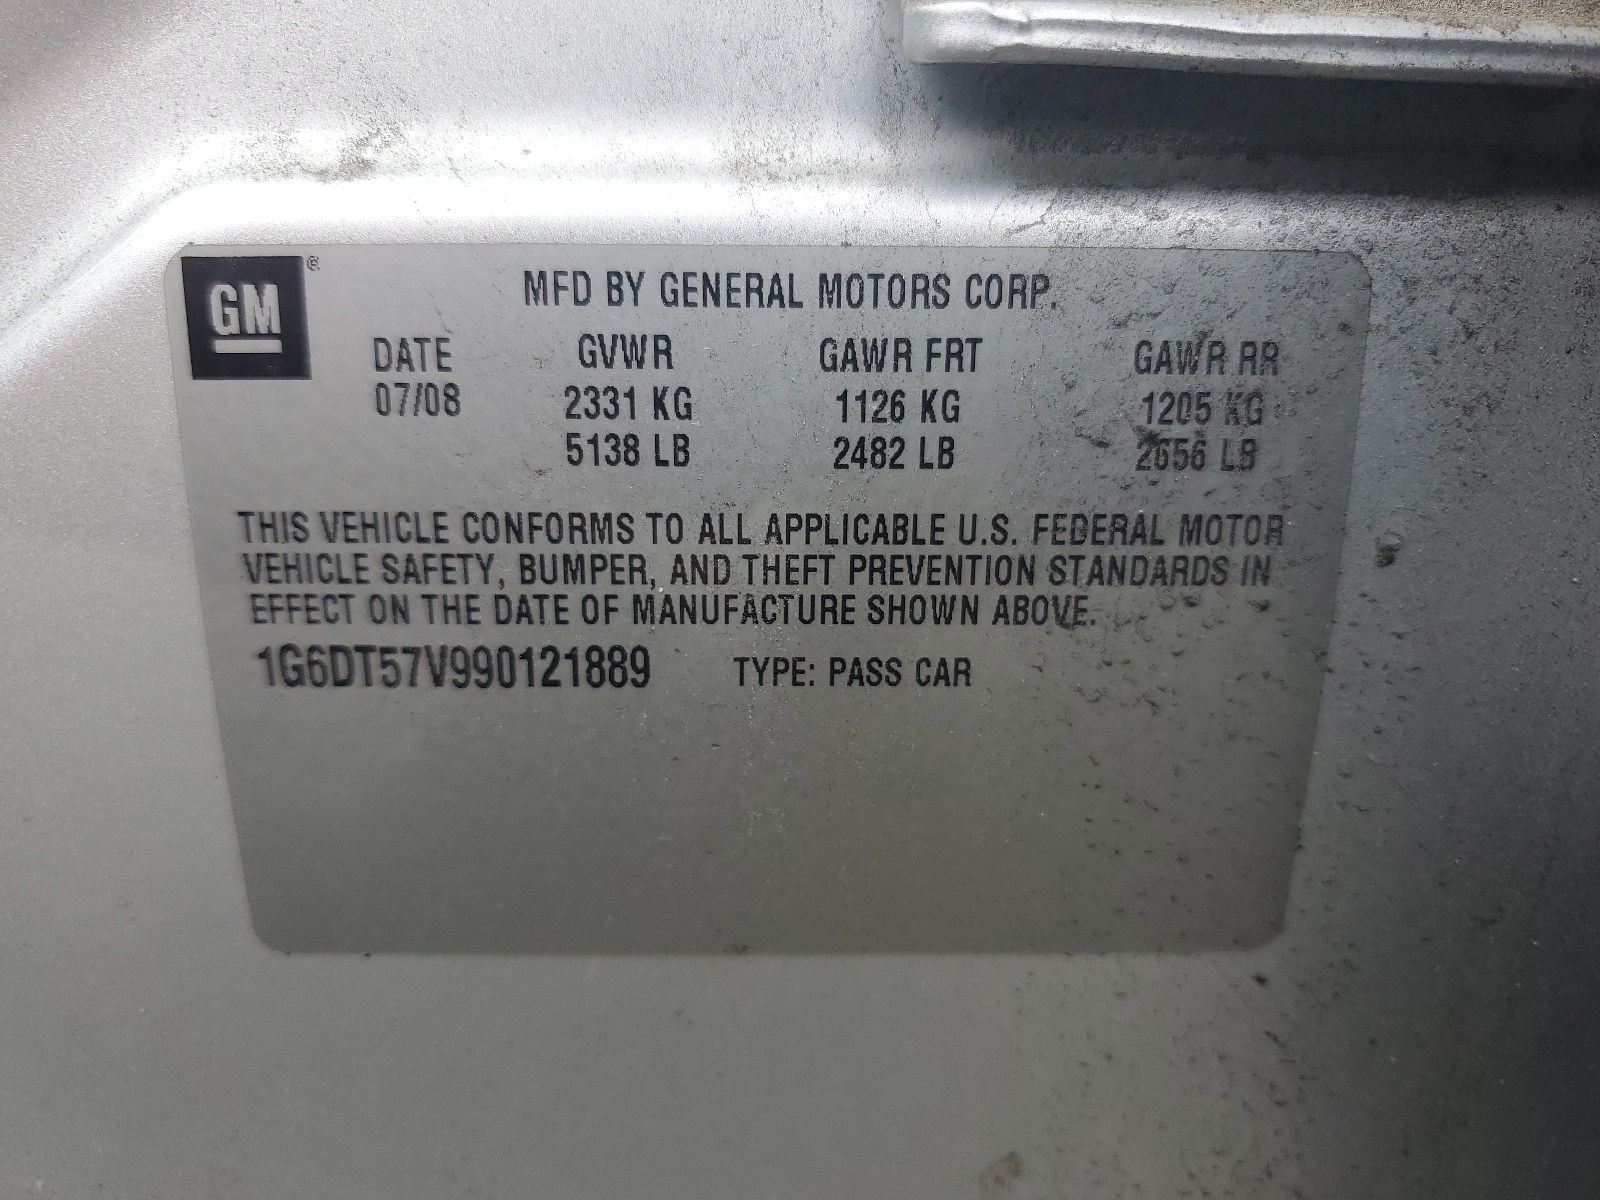 GM ®
MFD BY GENERAL MOTORS CORP.
DATE GVWR GAWR FRT GAWR RR
07/08 2331 KG 1126 KG 1205 KG
5138 LB 2482 LB 2656 LB
THIS VEHICLE CONFORMS TO ALL APPLICABLE U.S. FEDERAL MOTOR
VEHICLE SAFETY, BUMPER, AND THEFT PREVENTION STANDARDS IN
EFFECT ON THE DATE OF MANUFACTURE SHOWN ABOVE.
1G6DT57V990121889 TYPE: PASS CAR